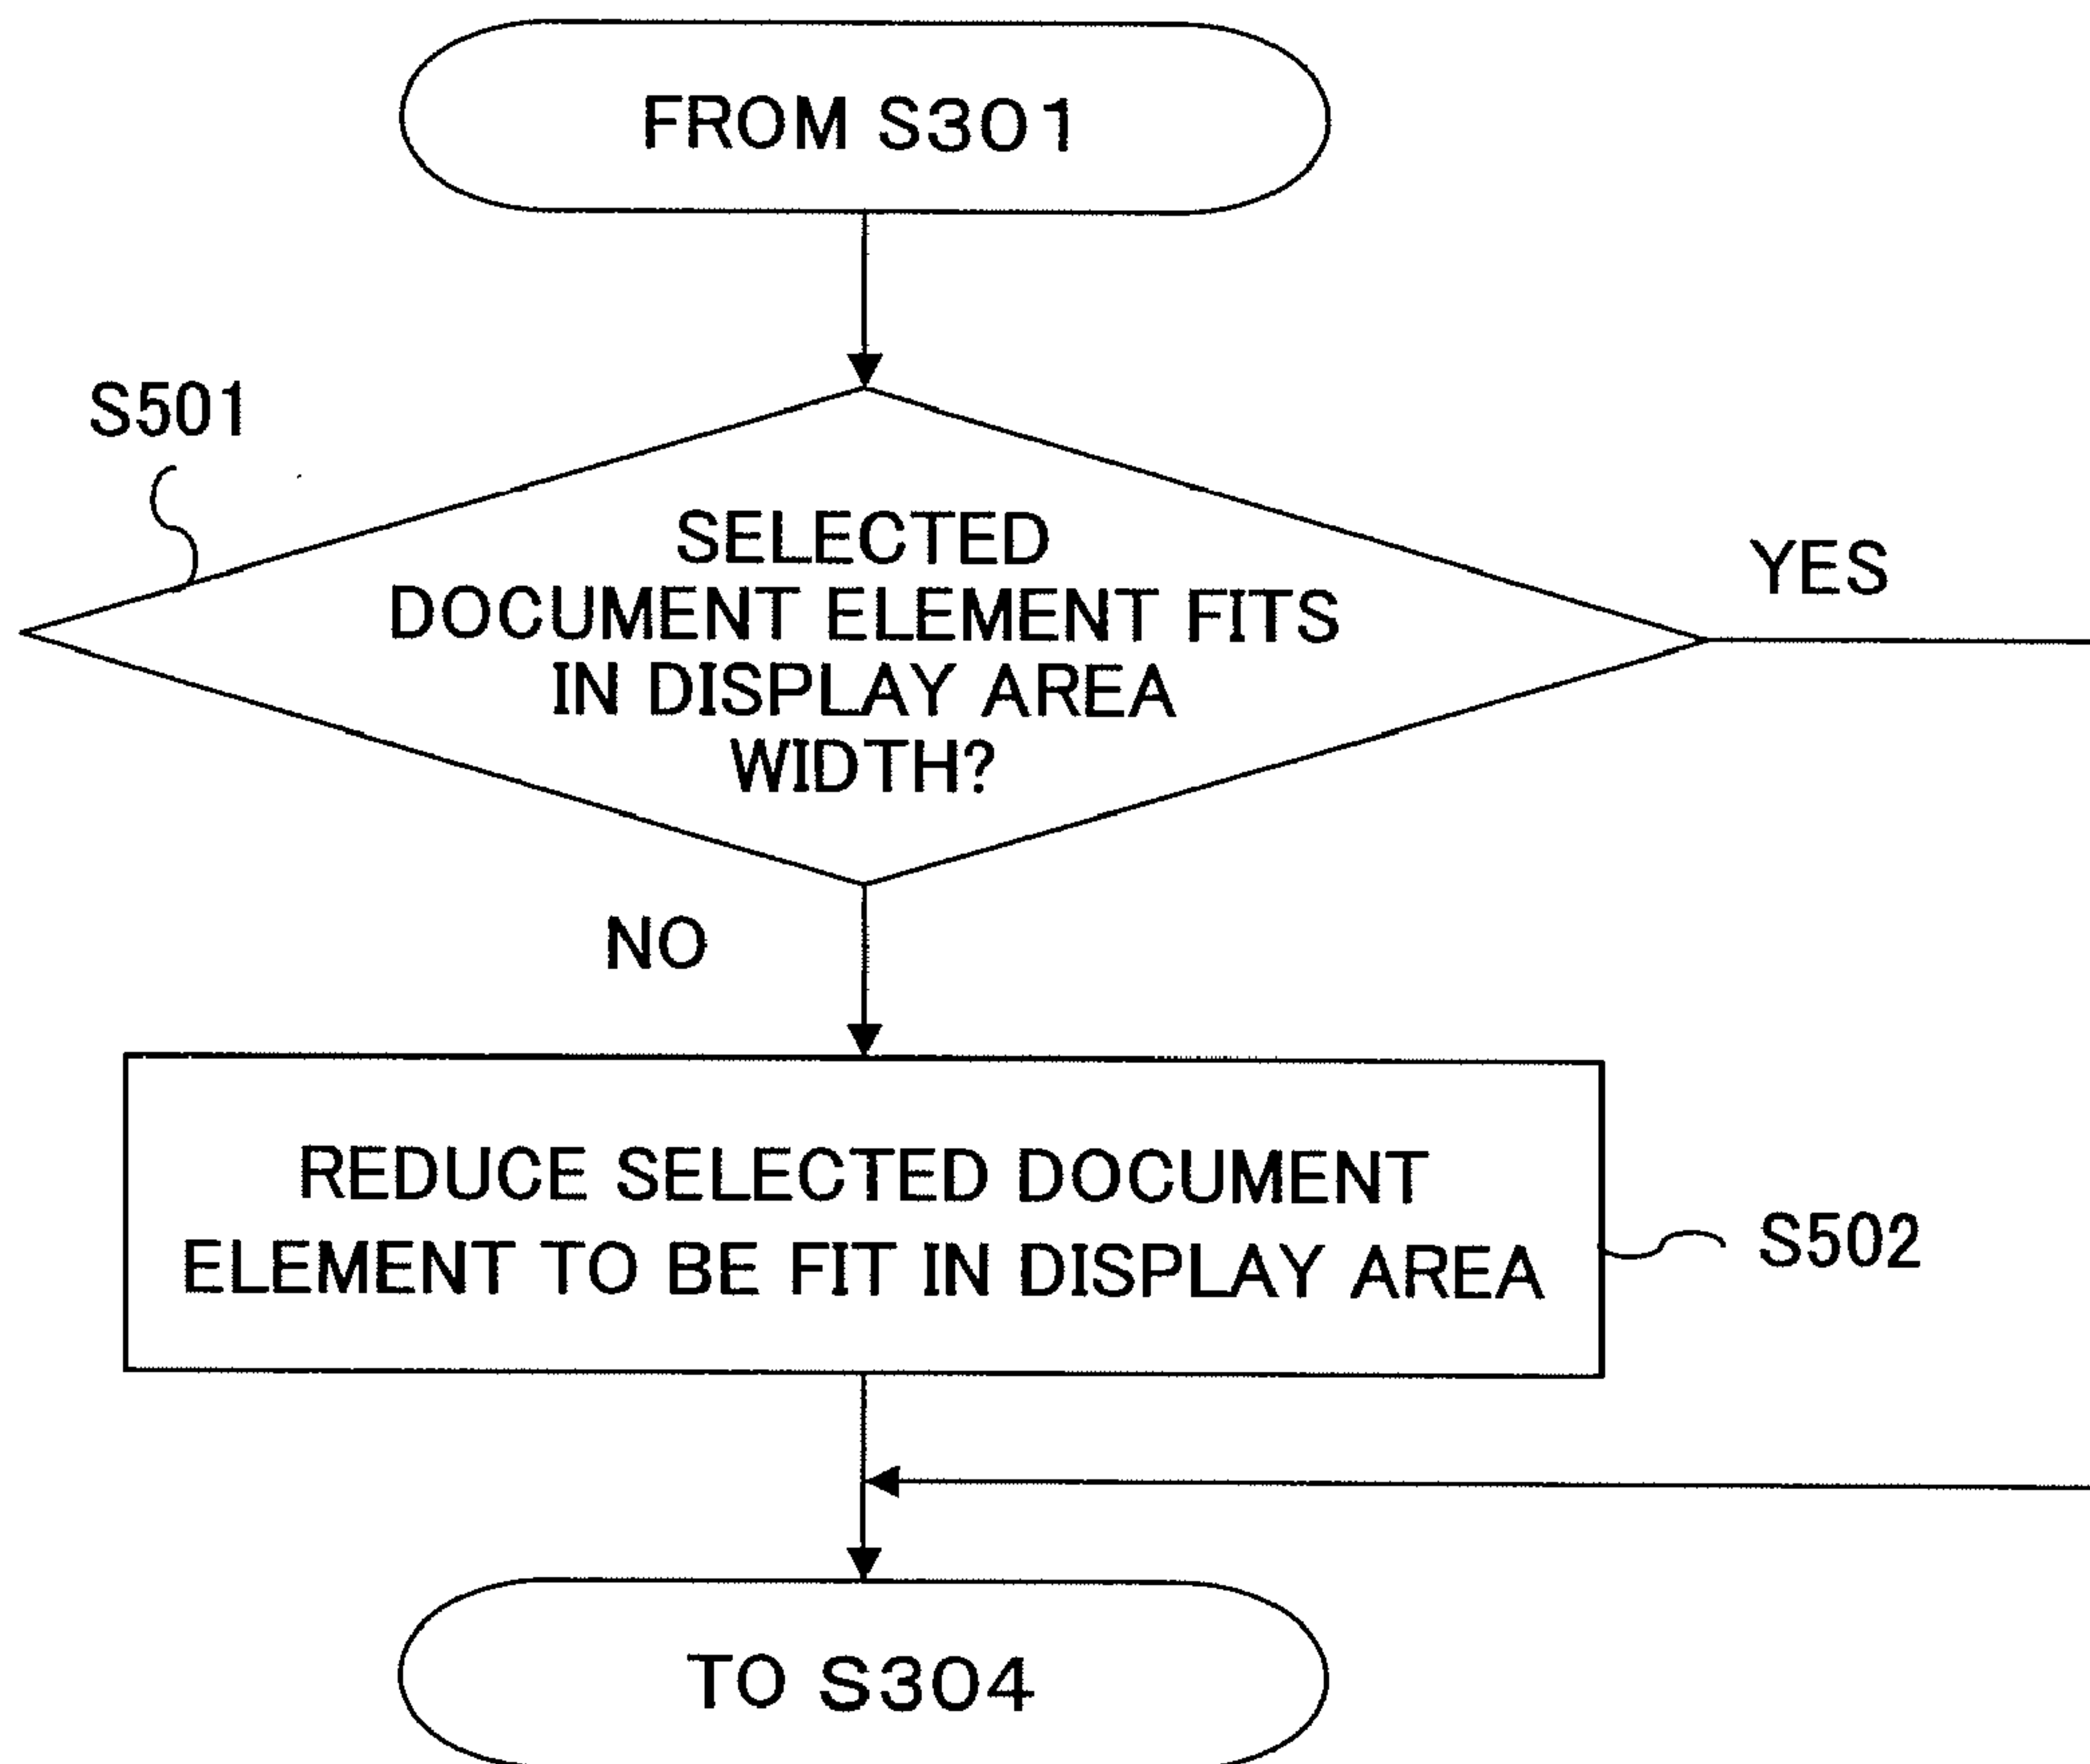 FROM S301
S501
SELECTED
DOCUMENT ELEMENT FITS
IN DISPLAY AREA
WIDTH?
YES
NO
REDUCE SELECTED DOCUMENT
ELEMENT TO BE FIT IN DISPLAY AREA
S502
TO S304